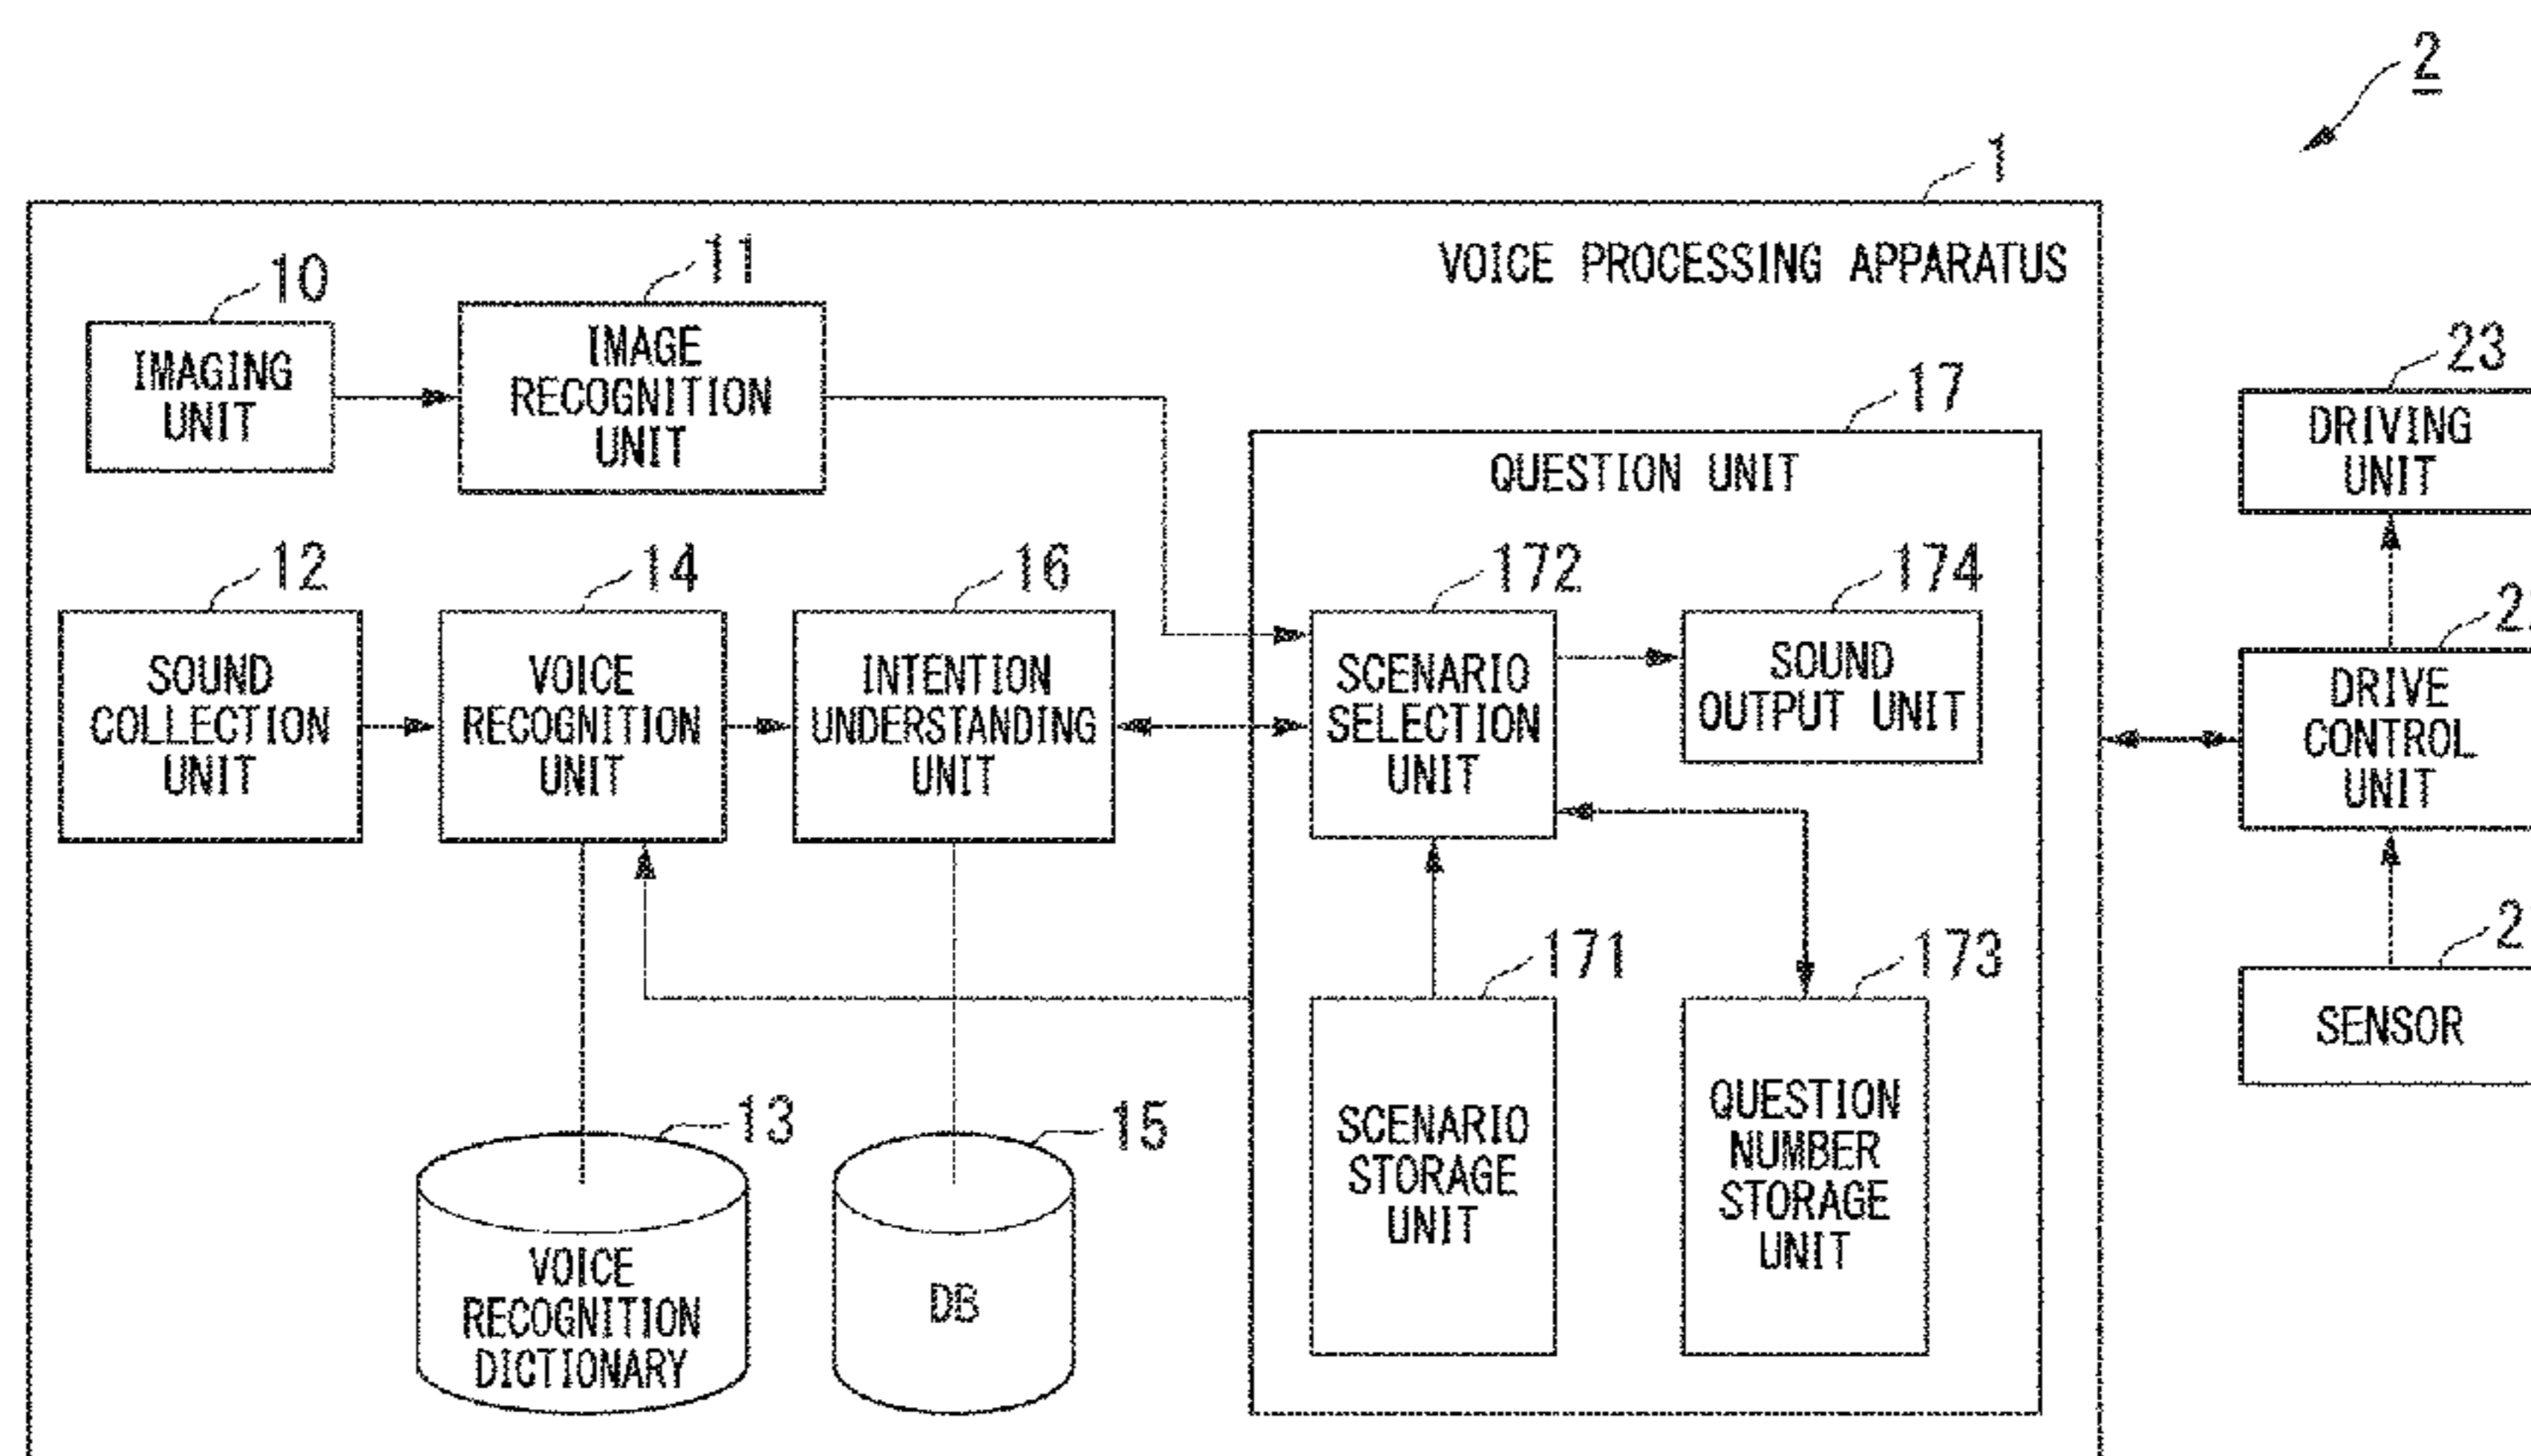 2
1
VOICE PROCESSING APPARATUS
10
IMAGING
UNIT
11
IMAGE
RECOGNITION
UNIT
17
QUESTION UNIT
23
DRIVING
UNIT
12
SOUND
COLLECTION
UNIT
14
VOICE
RECOGNITION
UNIT
16
INTENTION
UNDERSTANDING
UNIT
172
SCENARIO
SELECTION
UNIT
174
SOUND
OUTPUT UNIT
DRIVE
CONTROL
UNIT
171
SCENARIO
STORAGE
UNIT
173
QUESTION
NUMBER
STORAGE
UNIT
SENSOR
13
VOICE
RECOGNITION
DICTIONARY
15
DB